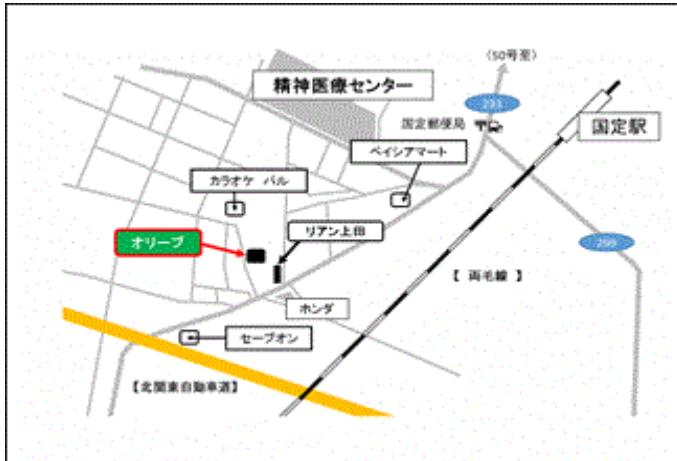 (50号至)
精神医療センター
293
国定郵便局
国定駅
ベイシアマート
カラオケ バル
オリーブ
リアン上田
299
【 両毛線 】
ホンダ
セーブオン
【北関東自動車道】